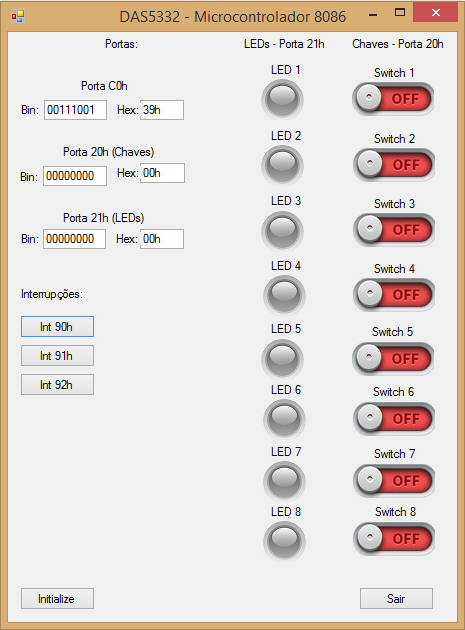 DAS5332 - Microcontrolador 8086
Portas:
Porta C0h
Bin: 00111001 Hex: 39h
Porta 20h (Chaves)
Bin: 00000000 Hex: 00h
Porta 21h (LEDs)
Bin: 00000000 Hex: 00h
Interrupções:
Int 90h
Int 91h
Int 92h
Initialize
LEDs - Porta 21h
LED 1
LED 2
LED 3
LED 4
LED 5
LED 6
LED 7
LED 8
Chaves - Porta 20h
Switch 1
OFF
Switch 2
OFF
Switch 3
OFF
Switch 4
OFF
Switch 5
OFF
Switch 6
OFF
Switch 7
OFF
Switch 8
OFF
Sair